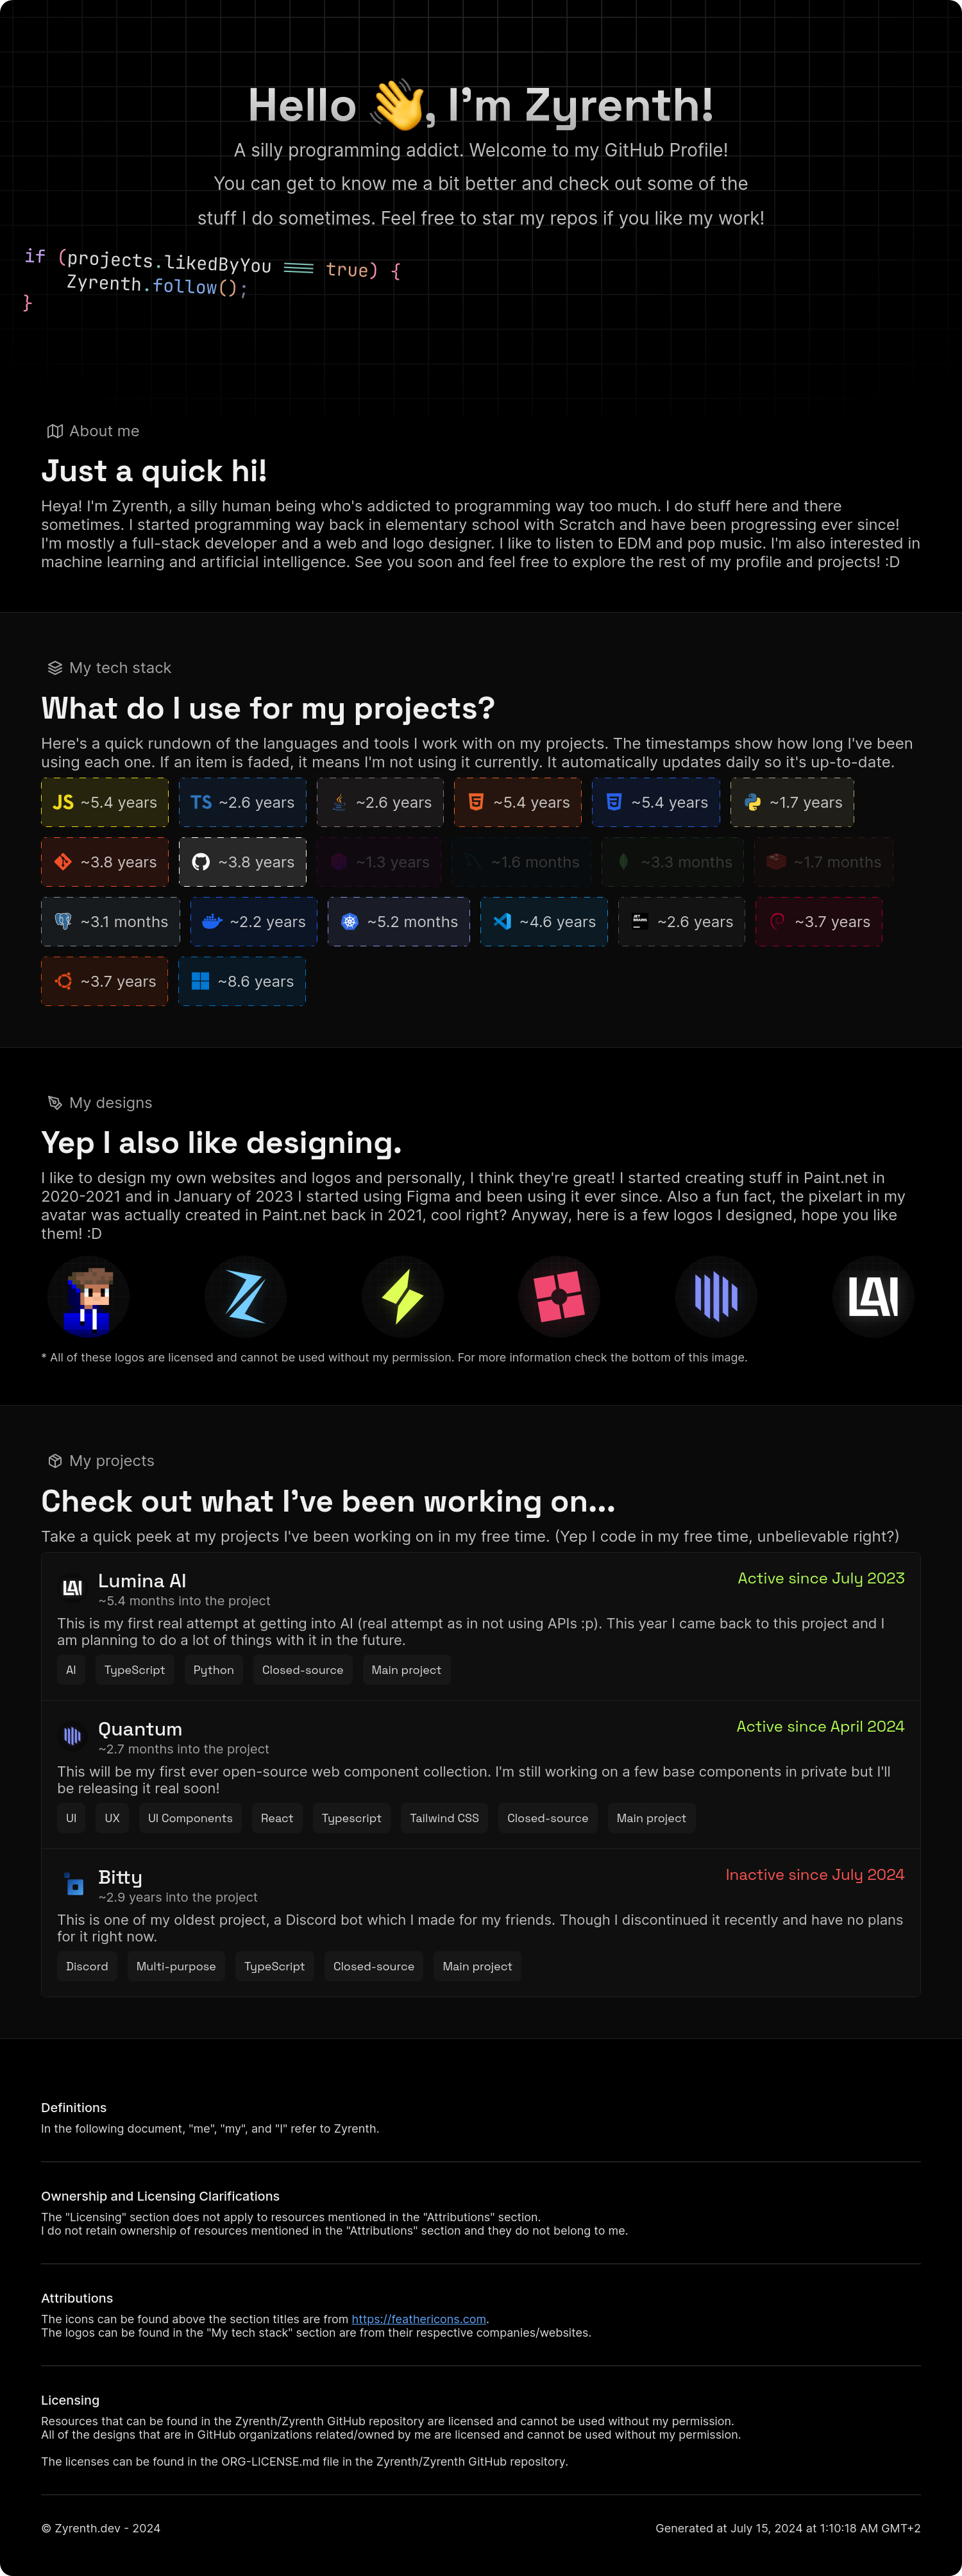 Hello 👋, I'm Zyrenth!
A silly programming addict. Welcome to my GitHub Profile!
You can get to know me a bit better and check out some of the
stuff I do sometimes. Feel free to star my repos if you like my work!
if (projects.likedByYou === true) {
Zyrenth.follow();
}
About me
Just a quick hi!
Heya! I'm Zyrenth, a silly human being who's addicted to programming way too much. I do stuff here and there
sometimes. I started programming way back in elementary school with Scratch and have been progressing ever since!
I'm mostly a full-stack developer and a web and logo designer. I like to listen to EDM and pop music. I'm also interested in
machine learning and artificial intelligence. See you soon and feel free to explore the rest of my profile and projects! :D
My tech stack
What do I use for my projects?
Here's a quick rundown of the languages and tools I work with on my projects. The timestamps show how long I've been
using each one. If an item is faded, it means I'm not using it currently. It automatically updates daily so it's up-to-date.
JS ~5.4 years TS ~2.6 years ~2.6 years ~5.4 years ~5.4 years ~1.7 years
~3.8 years ~3.8 years ~1.3 years ~1.6 months ~3.3 months ~1.7 months
~3.1 months ~2.2 years ~5.2 months ~4.6 years ~2.6 years ~3.7 years
~3.7 years ~8.6 years
My designs
Yep I also like designing.
I like to design my own websites and logos and personally, I think they're great! I started creating stuff in Paint.net in
2020-2021 and in January of 2023 I started using Figma and been using it ever since. Also a fun fact, the pixelart in my
avatar was actually created in Paint.net back in 2021, cool right? Anyway, here is a few logos I designed, hope you like
them! :D
LAI
* All of these logos are licensed and cannot be used without my permission. For more information check the bottom of this image.
My projects
Check out what I've been working on...
Take a quick peek at my projects I've been working on in my free time. (Yep I code in my free time, unbelievable right?)
LAI Lumina AI Active since July 2023
~5.4 months into the project
This is my first real attempt at getting into AI (real attempt as in not using APIs :p). This year I came back to this project and I
am planning to do a lot of things with it in the future.
AI TypeScript Python Closed-source Main project
Quantum Active since April 2024
~2.7 months into the project
This will be my first ever open-source web component collection. I'm still working on a few base components in private but I'll
be releasing it real soon!
UI UX UI Components React Typescript Tailwind CSS Closed-source Main project
Bitty Inactive since July 2024
~2.9 years into the project
This is one of my oldest project, a Discord bot which I made for my friends. Though I discontinued it recently and have no plans
for it right now.
Discord Multi-purpose TypeScript Closed-source Main project
Definitions
In the following document, "me", "my", and "I" refer to Zyrenth.
Ownership and Licensing Clarifications
The "Licensing" section does not apply to resources mentioned in the "Attributions" section.
I do not retain ownership of resources mentioned in the "Attributions" section and they do not belong to me.
Attributions
The icons can be found above the section titles are from https://feathericons.com.
The logos can be found in the "My tech stack" section are from their respective companies/websites.
Licensing
Resources that can be found in the Zyrenth/Zyrenth GitHub repository are licensed and cannot be used without my permission.
All of the designs that are in GitHub organizations related/owned by me are licensed and cannot be used without my permission.
The licenses can be found in the ORG-LICENSE.md file in the Zyrenth/Zyrenth GitHub repository.
© Zyrenth.dev - 2024 Generated at July 15, 2024 at 1:10:18 AM GMT+2